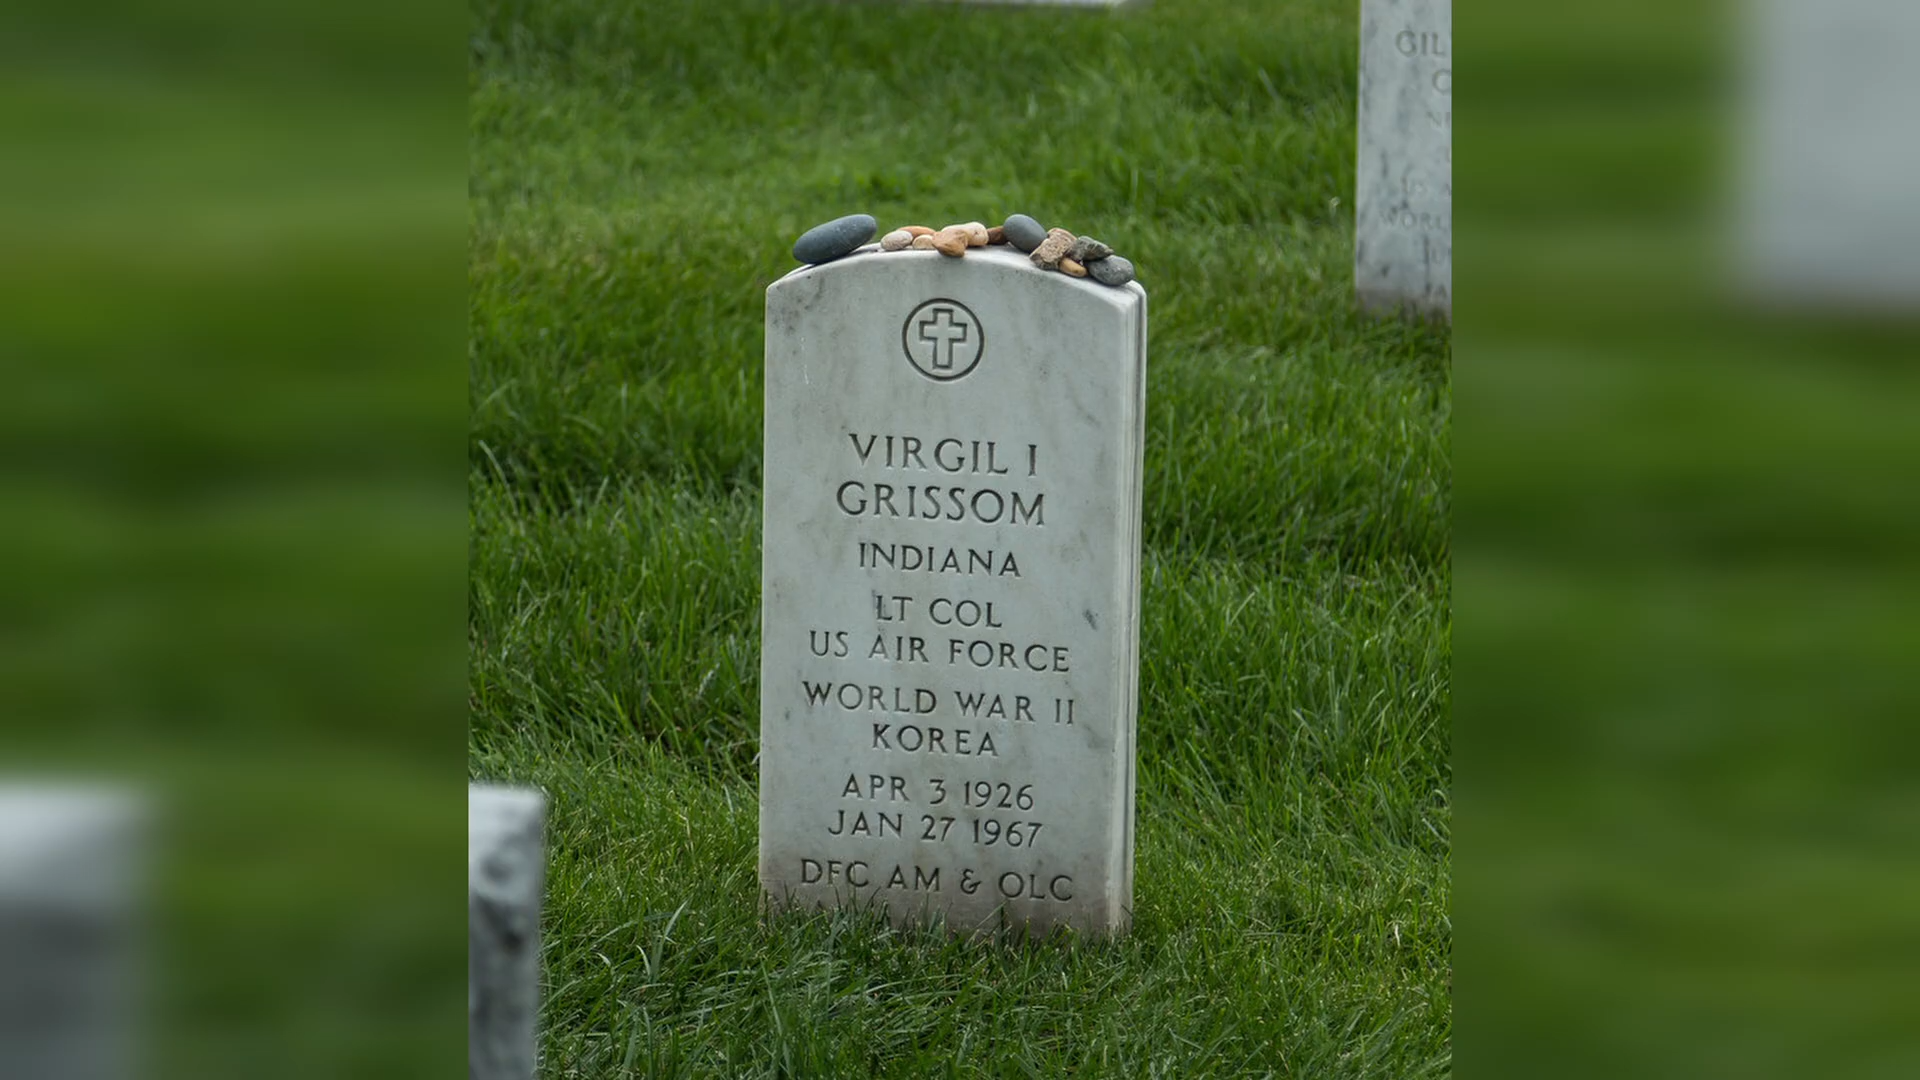 VIRGIL I
GRISSOM
INDIANA
LT COL
US AIR FORCE
WORLD WAR II
KOREA
APR 3 1926
JAN 27 1967
DFC AM & OLC
GIL